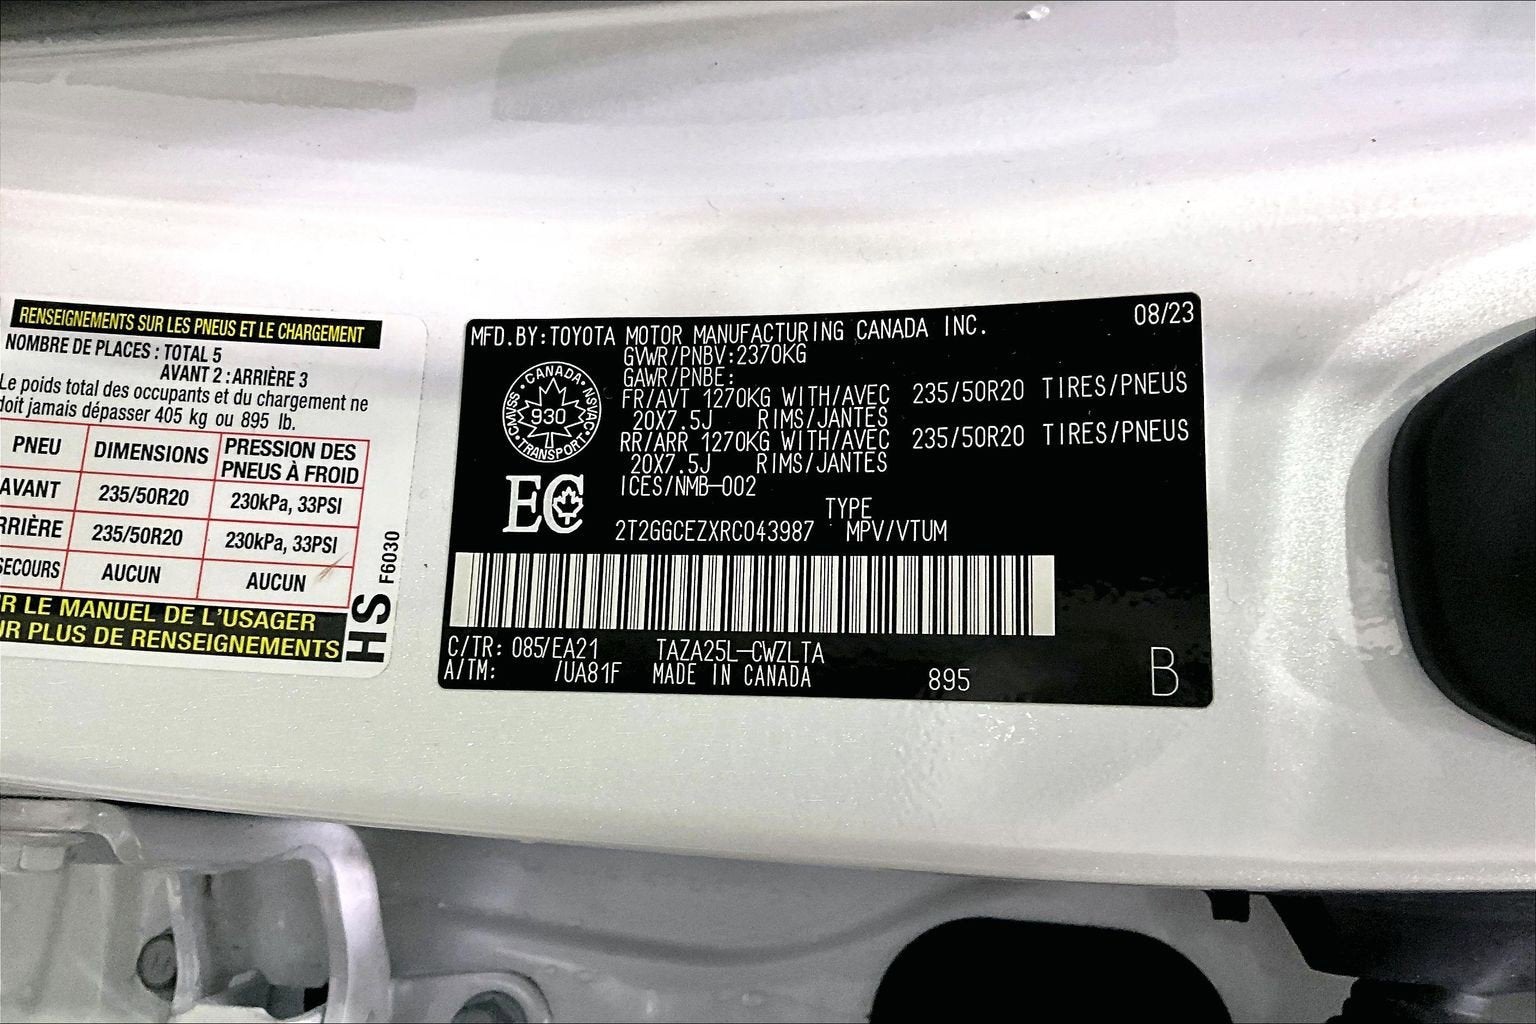 RENSEIGNEMENTS SUR LES PNEUS ET LE CHARGEMENT
NOMBRE DE PLACES : TOTAL 5
AVANT 2 : ARRIÈRE 3
Le poids total des occupants et du chargement ne
doit jamais dépasser 405 kg ou 895 lb.
PNEU DIMENSIONS PRESSION DES PNEUS À FROID
AVANT 235/50R20 230kPa, 33PSI
RRIÈRE 235/50R20 230kPa, 33PSI
SECOURS AUCUN AUCUN
R LE MANUEL DE L'USAGER
UR PLUS DE RENSEIGNEMENTS
HS F6030
MFD.BY:TOYOTA MOTOR MANUFACTURING CANADA INC. 08/23
GVWR/PNBV:2370KG
GAWR/PNBE:
FR/AVT 1270KG WITH/AVEC 235/50R20 TIRES/PNEUS
20X7.5J RIMS/JANTES
RR/ARR 1270KG WITH/AVEC 235/50R20 TIRES/PNEUS
20X7.5J RIMS/JANTES
ICES/NMB-002
CANADA
CMVSS 930 NSVAC
TRANSPORT
EC
TYPE
2T2GGCEZXRC043987 MPV/VTUM
C/TR: 085/EA21 TAZA25L-CWZLTA
A/TM: /UA81F MADE IN CANADA
895 B